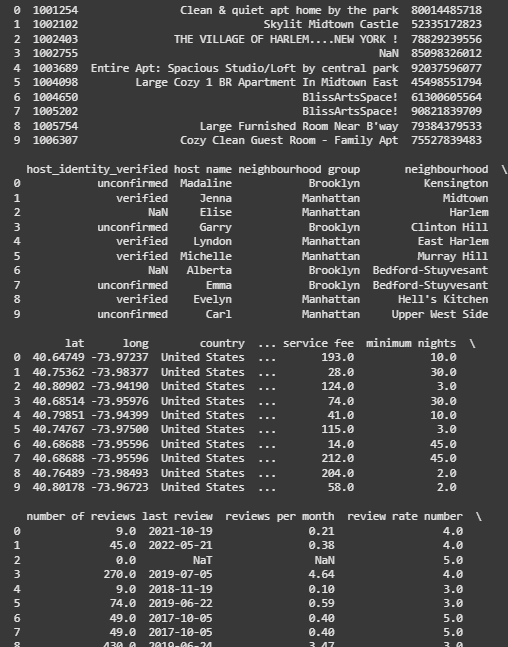 0 1001254 Clean & quiet apt home by the park 80014485718
1 1002102 Skylit Midtown Castle 52335172823
2 1002403 THE VILLAGE OF HARLEM....NEW YORK ! 78829239556
3 1002755 NaN 85098326012
4 1003689 Entire Apt: Spacious Studio/Loft by central park 92037596077
5 1004098 Large Cozy 1 BR Apartment In Midtown East 45498551794
6 1004650 BlissArtsSpace! 61300605564
7 1005202 BlissArtsSpace! 90821839709
8 1005754 Large Furnished Room Near B'way 79384379533
9 1006307 Cozy Clean Guest Room - Family Apt 75527839483
host_identity_verified host name neighbourhood group neighbourhood \
0 unconfirmed Madaline Brooklyn Kensington
1 verified Jenna Manhattan Midtown
2 NaN Elise Manhattan Harlem
3 unconfirmed Garry Brooklyn Clinton Hill
4 verified Lyndon Manhattan East Harlem
5 verified Michelle Manhattan Murray Hill
6 NaN Alberta Brooklyn Bedford-Stuyvesant
7 unconfirmed Emma Brooklyn Bedford-Stuyvesant
8 verified Evelyn Manhattan Hell's Kitchen
9 unconfirmed Carl Manhattan Upper West Side
lat long country ... service fee minimum nights \
0 40.64749 -73.97237 United States ... 193.0 10.0
1 40.75362 -73.98377 United States ... 28.0 30.0
2 40.80902 -73.94190 United States ... 124.0 3.0
3 40.68514 -73.95976 United States ... 74.0 30.0
4 40.79851 -73.94399 United States ... 41.0 10.0
5 40.74767 -73.97500 United States ... 115.0 3.0
6 40.68688 -73.95596 United States ... 14.0 45.0
7 40.68688 -73.95596 United States ... 212.0 45.0
8 40.76489 -73.98493 United States ... 204.0 2.0
9 40.80178 -73.96723 United States ... 58.0 2.0
number of reviews last review reviews per month review rate number \
0 9.0 2021-10-19 0.21 4.0
1 45.0 2022-05-21 0.38 4.0
2 0.0 NaT NaN 5.0
3 270.0 2019-07-05 4.64 4.0
4 9.0 2018-11-19 0.10 3.0
5 74.0 2019-06-22 0.59 3.0
6 49.0 2017-10-05 0.40 5.0
7 49.0 2017-10-05 0.40 5.0
8 430.0 2019-06-24 3.47 3.0